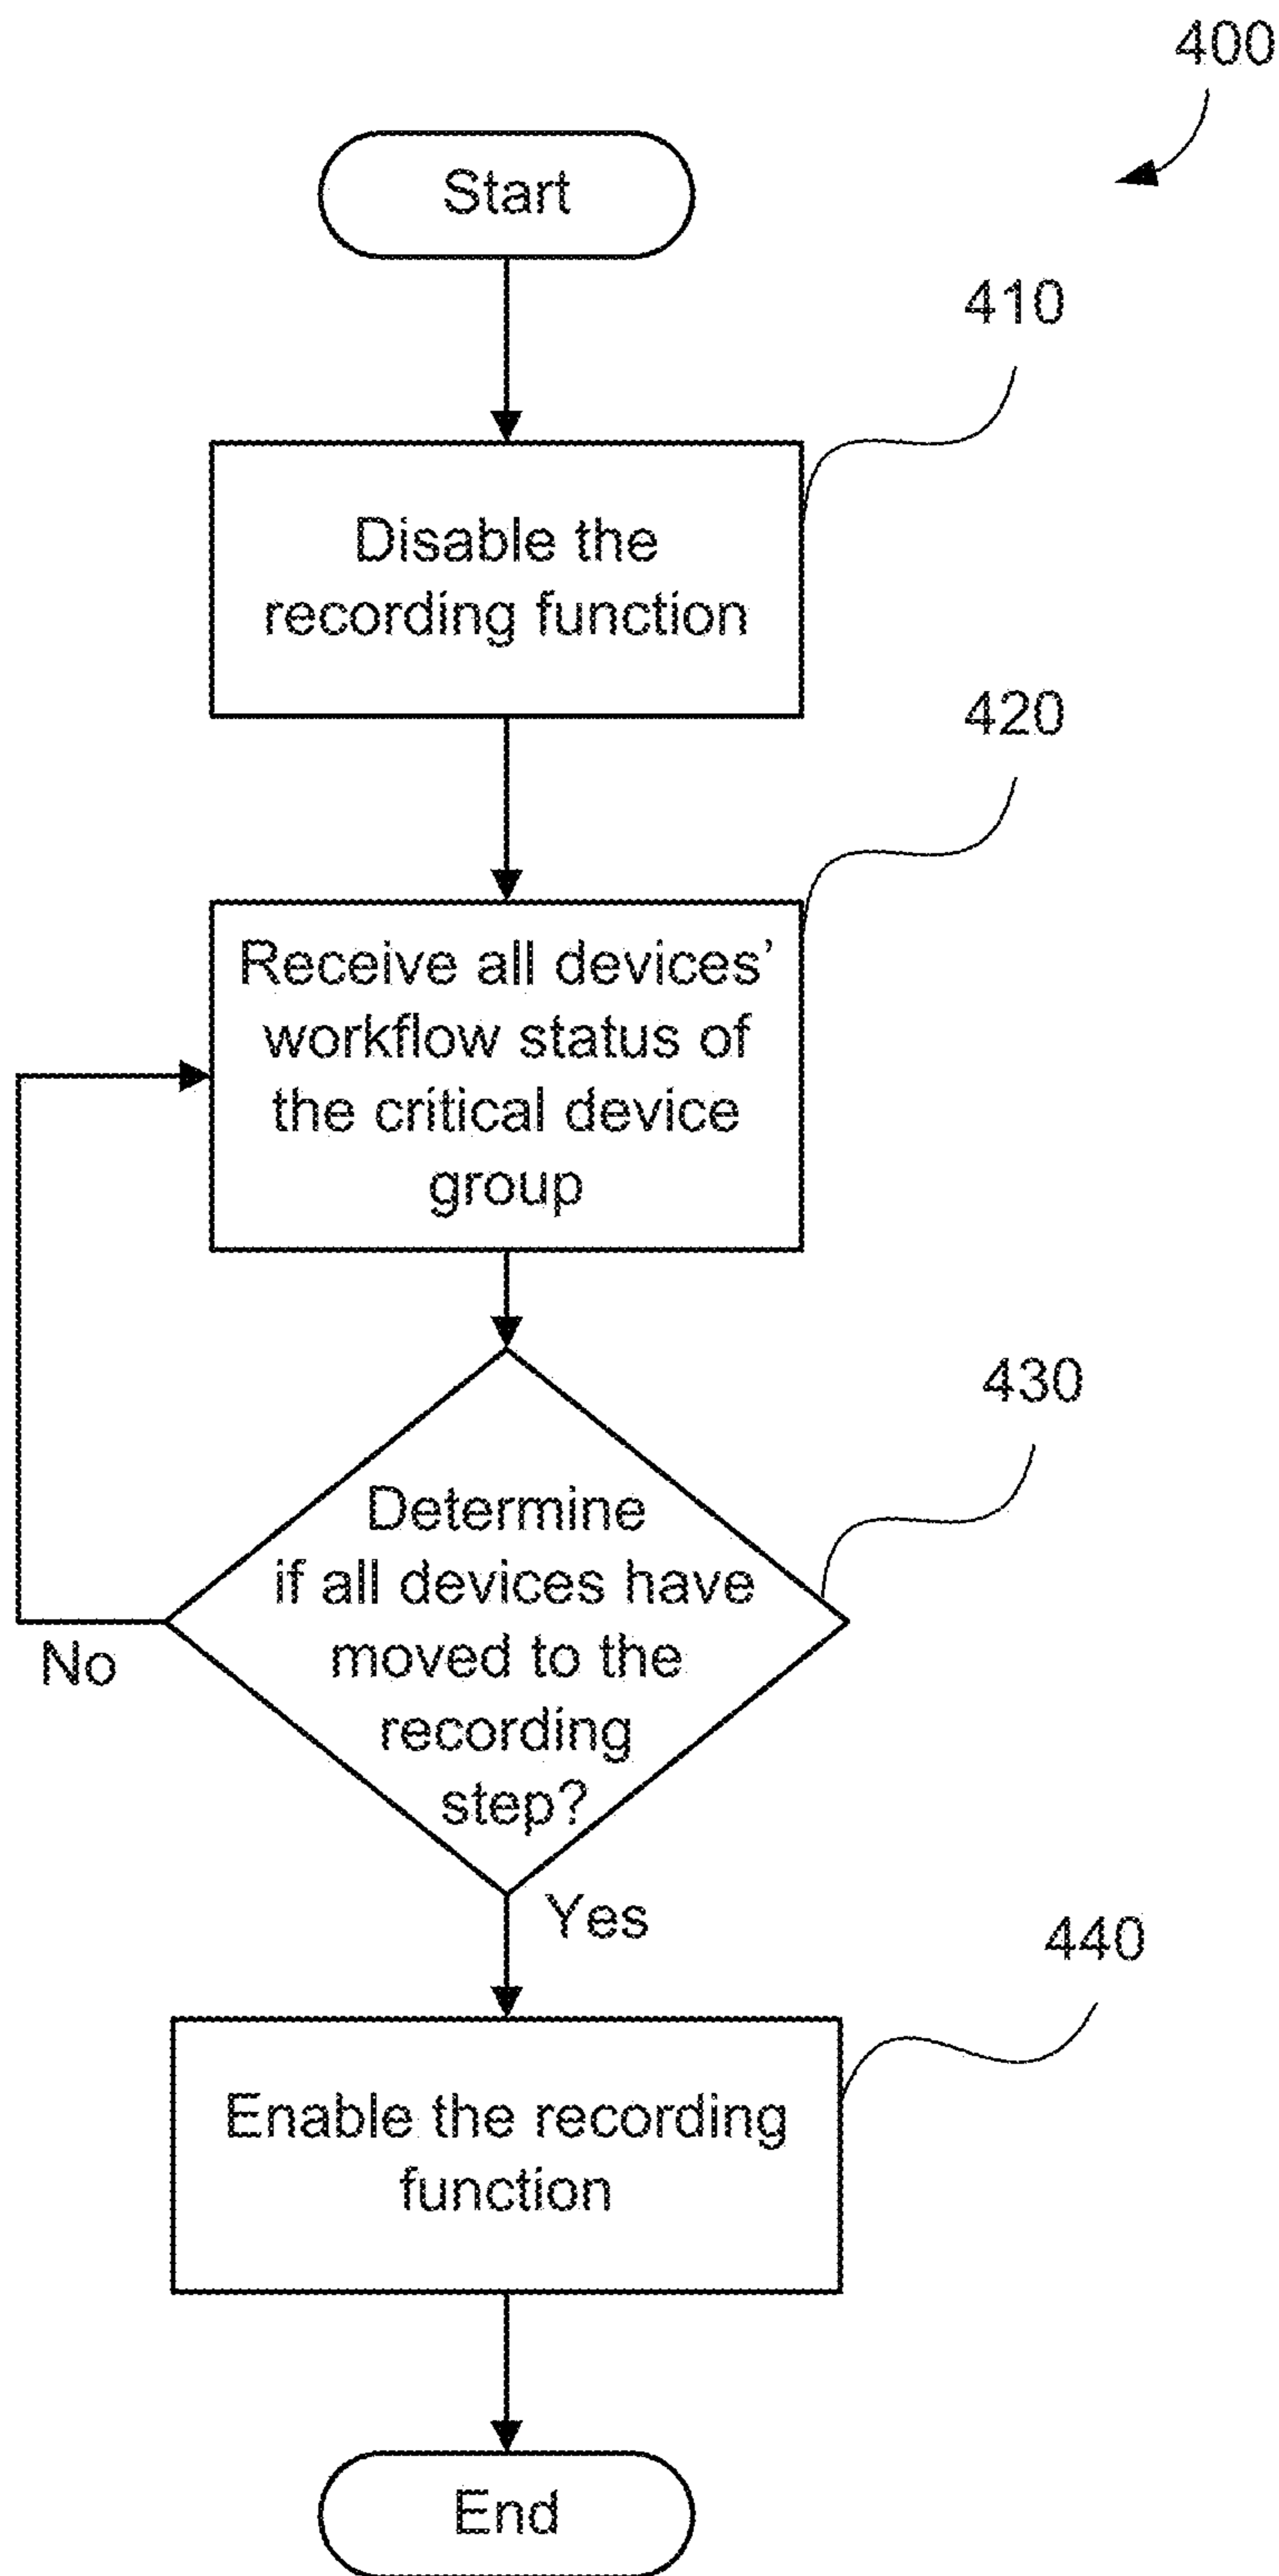 400
Start
410
Disable the
recording function
420
Receive all devices’
workflow status of
the critical device
group
430
Determine
if all devices have
moved to the
recording
step?
No
Yes
440
Enable the recording
function
End